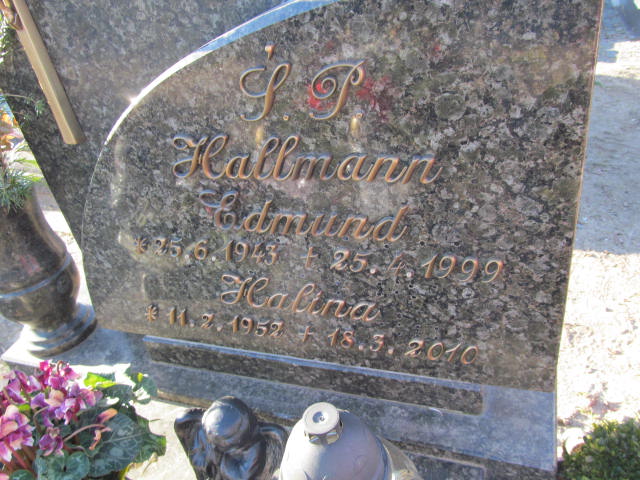 Ś. P.
Hallmann
Edmund
* 25. 6. 1943 + 25. 4. 1999
Halina
* 11. 2. 1952 + 18. 3. 2010